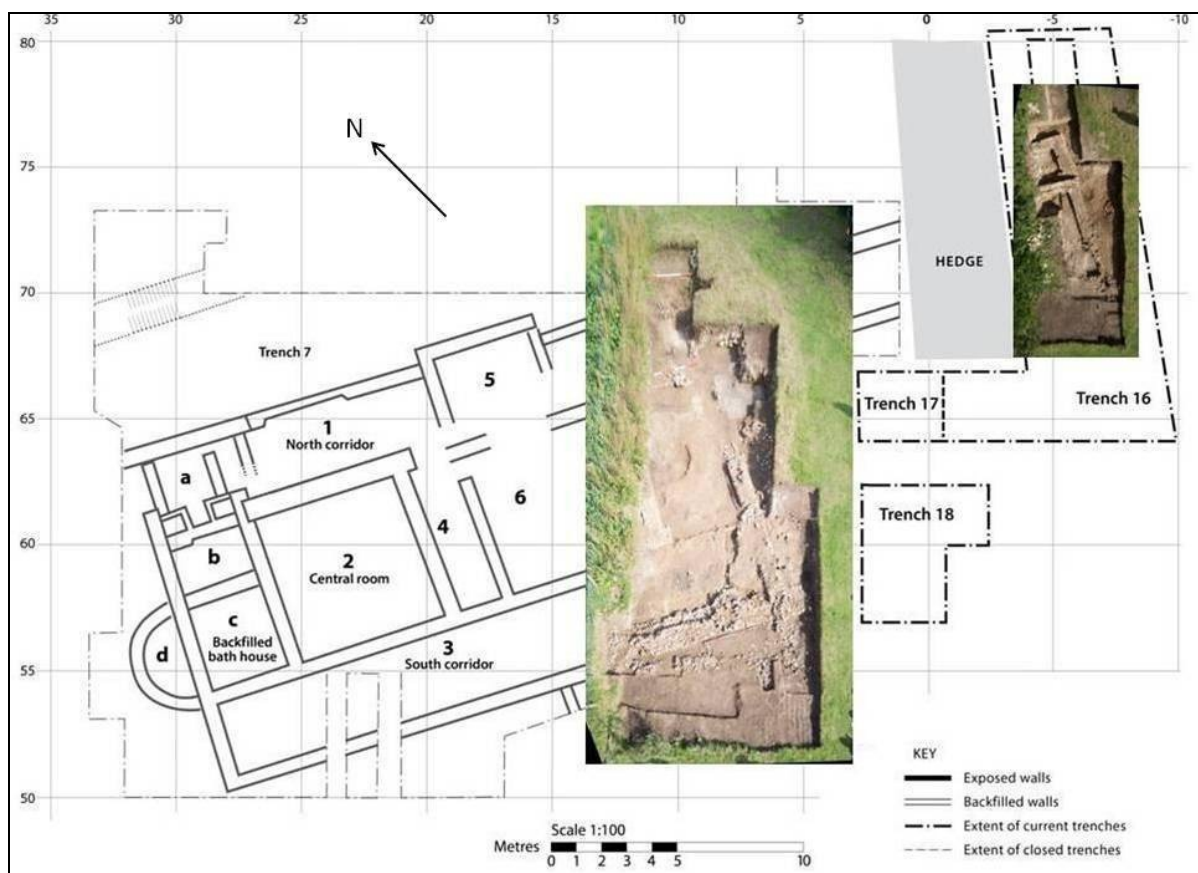 35 30 25 20 15 10 5 0 -5 -10
80
N
75
HEDGE
70
Trench 7
5
Trench 17
Trench 16
65
1
North corridor
a
6
4
Trench 18
60
b
2
Central room
c
Backfilled
bath house
d
3
South corridor
55
KEY
Exposed walls
Backfilled walls
Extent of current trenches
Extent of closed trenches
50
Scale 1:100
Metres
0 1 2 3 4 5 10